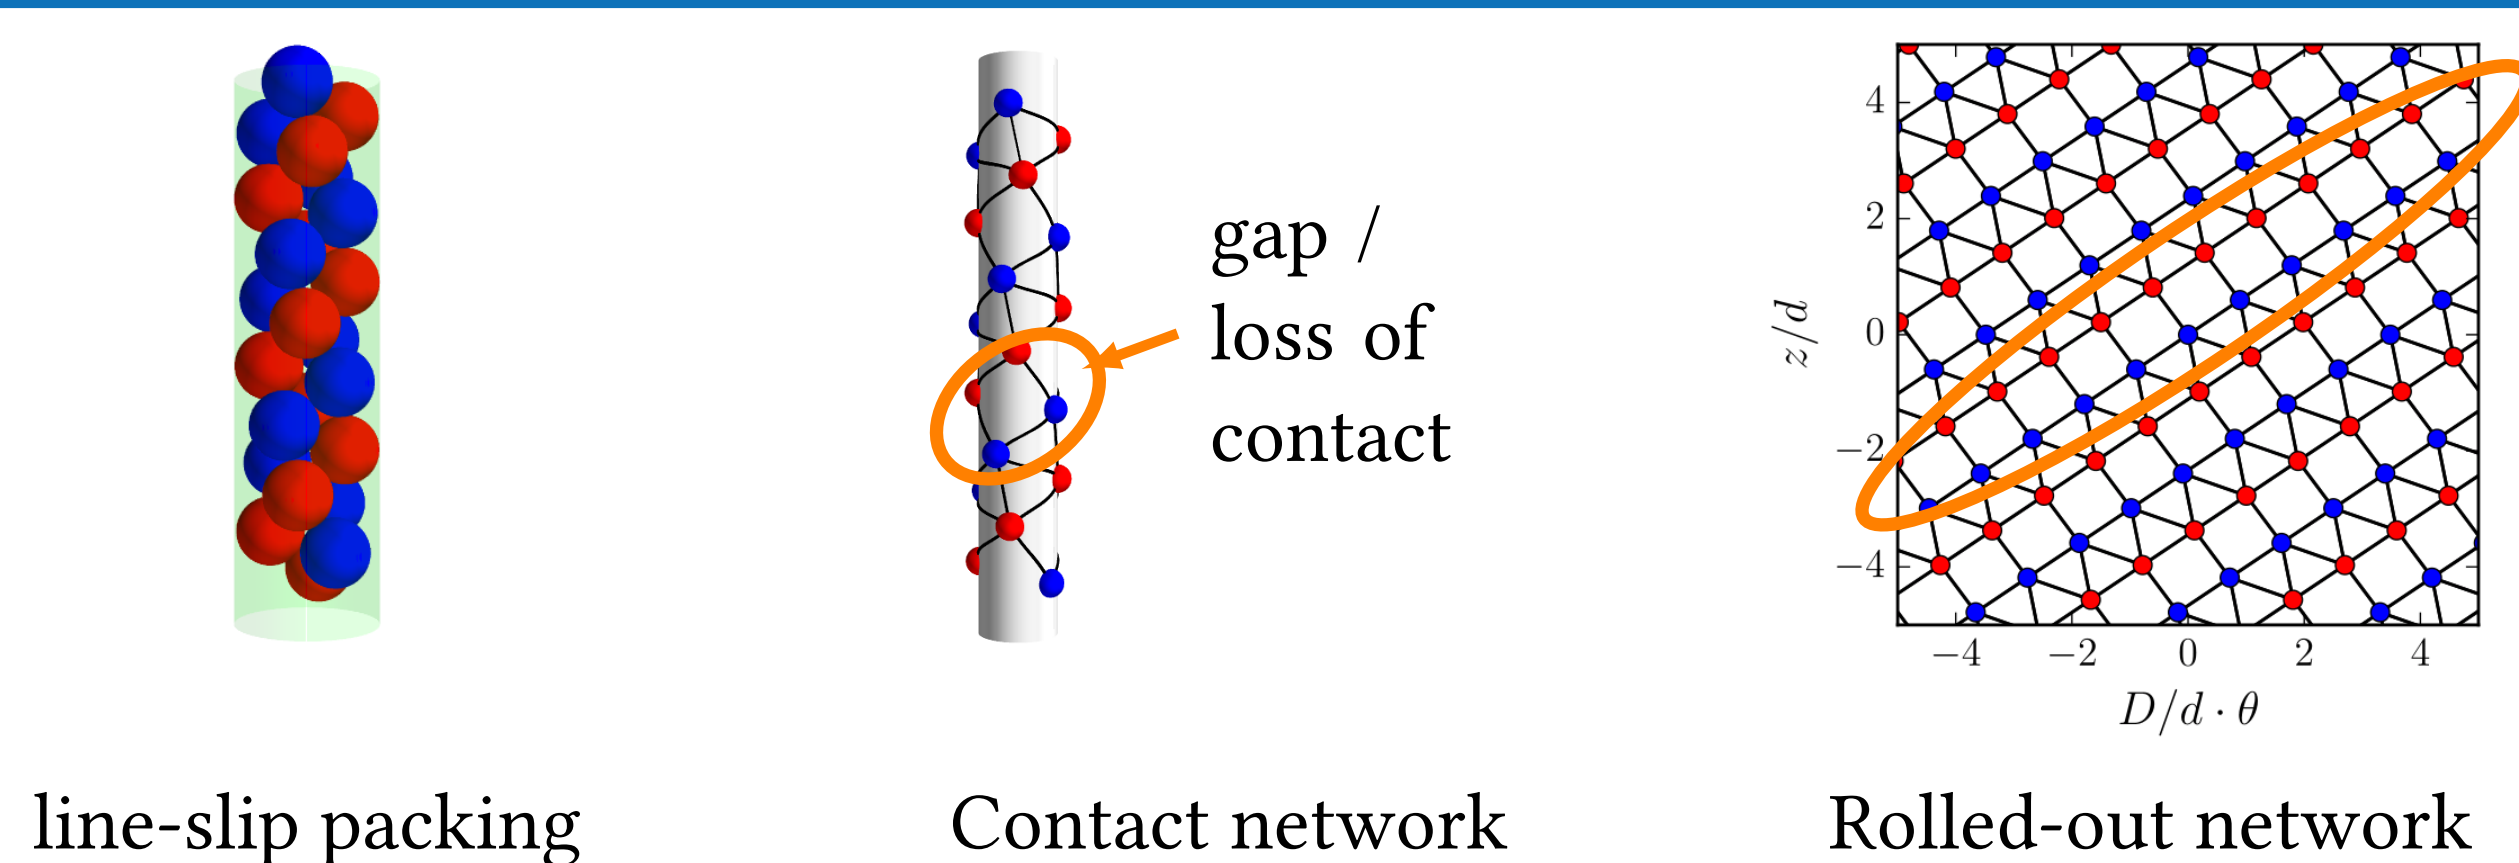 gap /
loss of
contact
4
2
0
−2
−4
z/d
−4 −2 0 2 4
D/d · θ
line-slip packing
Contact network
Rolled-out network